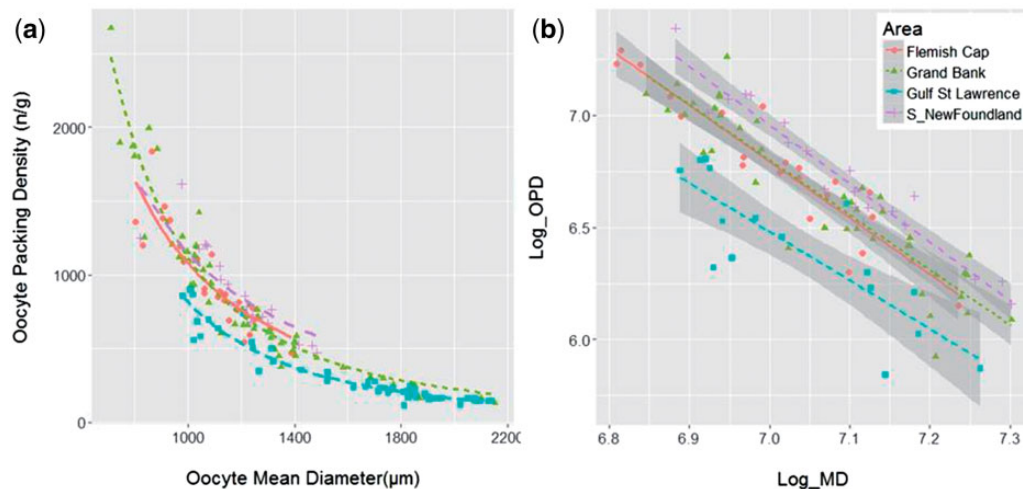 (a)
Oocyte Packing Density (n/g)
2000
1000
0
1000
1400
1800
2200
Oocyte Mean Diameter(µm)
(b)
Area
Flemish Cap
Grand Bank
Gulf St Lawrence
S_NewFoundland
Log_OPD
7.0
6.5
6.0
6.8
6.9
7.0
7.1
7.2
7.3
Log_MD